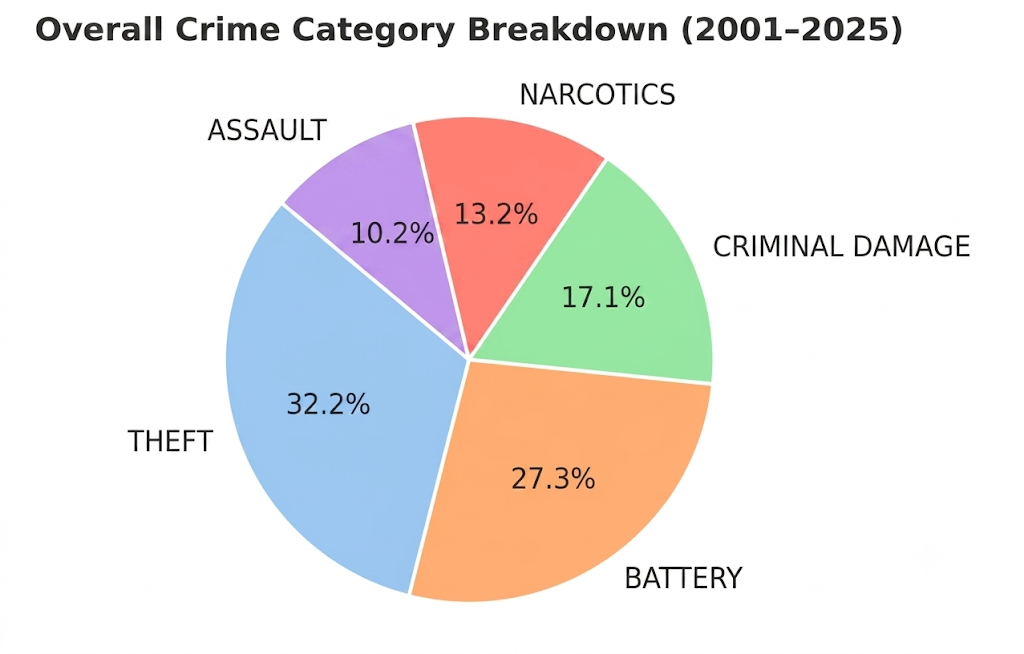 Overall Crime Category Breakdown (2001–2025)
NARCOTICS
ASSAULT
13.2%
10.2%
CRIMINAL DAMAGE
17.1%
32.2%
THEFT
27.3%
BATTERY